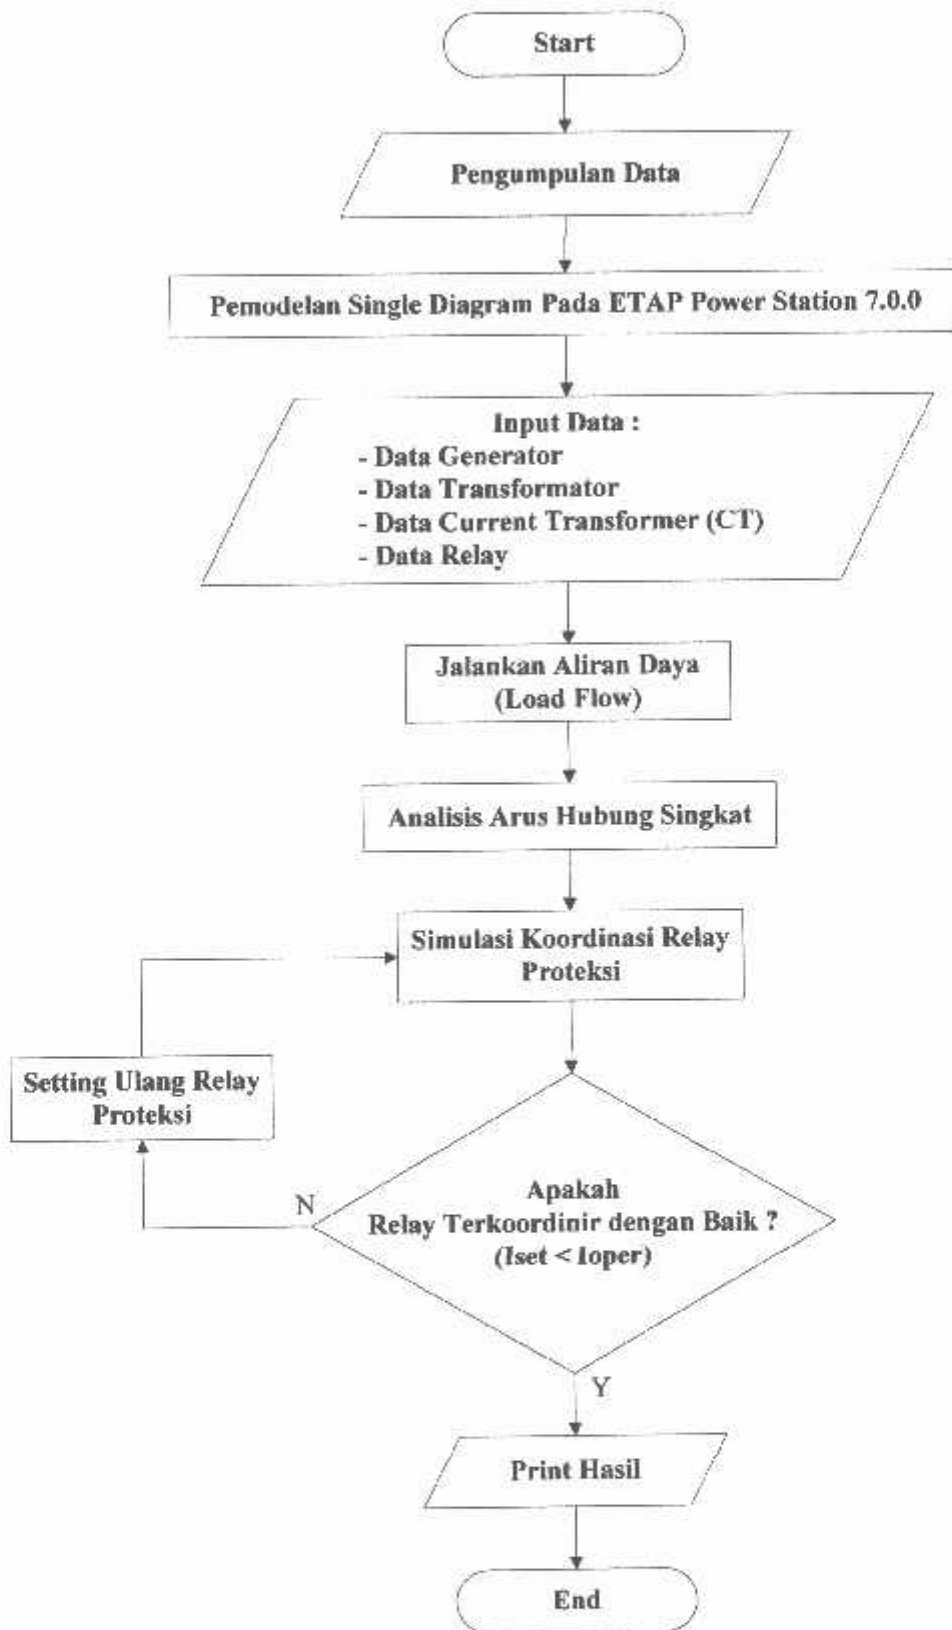 Start
Pengumpulan Data
Pemodelan Single Diagram Pada ETAP Power Station 7.0.0
Input Data :
- Data Generator
- Data Transformator
- Data Current Transformer (CT)
- Data Relay
Jalankan Aliran Daya
(Load Flow)
Analisis Arus Hubung Singkat
Simulasi Koordinasi Relay
Proteksi
Setting Ulang Relay
Proteksi
N
Apakah
Relay Terkoordinir dengan Baik ?
(Iset < Ioper)
Y
Print Hasil
End